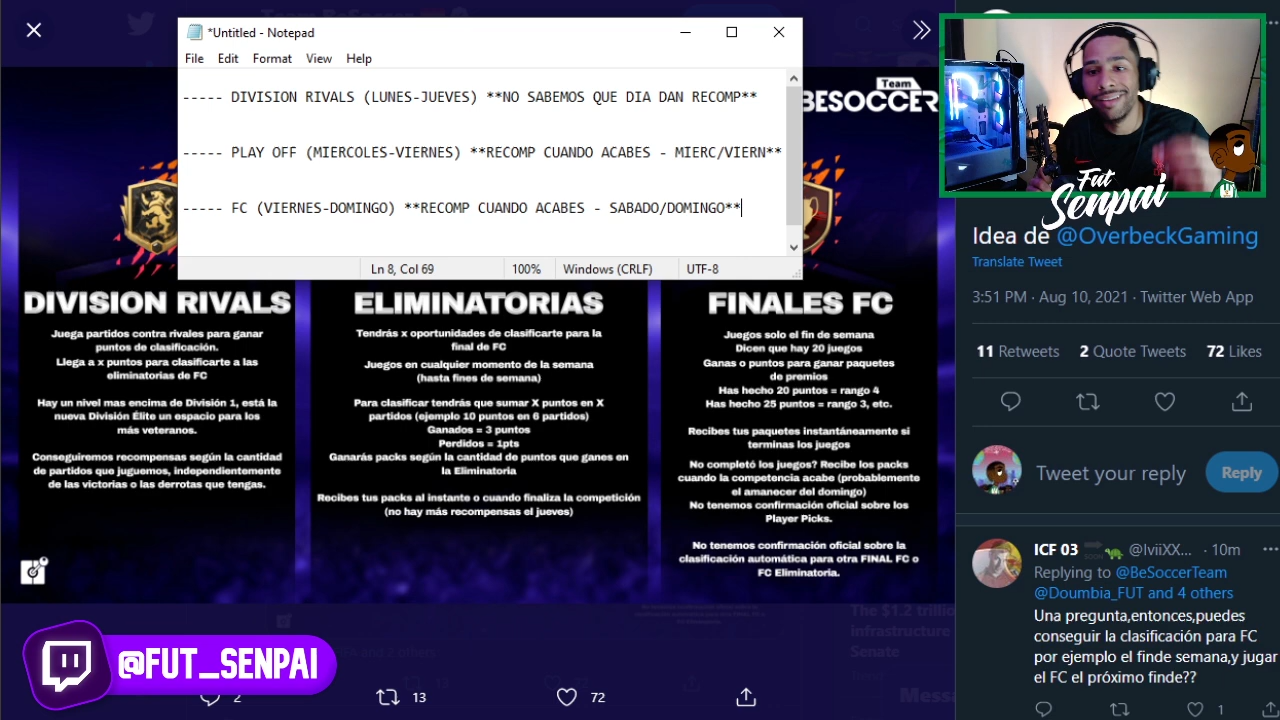 *Untitled - Notepad
File Edit Format View Help
----- DIVISION RIVALS (LUNES-JUEVES) **NO SABEMOS QUE DIA DAN RECOMP**
----- PLAY OFF (MIERCOLES-VIERNES) **RECOMP CUANDO ACABES - MIERC/VIERN**
----- FC (VIERNES-DOMINGO) **RECOMP CUANDO ACABES - SABADO/DOMINGO**
Ln 8, Col 69 100% Windows (CRLF) UTF-8
Team
BESOCCER
Fut
Senpai
DIVISION RIVALS
Juega partidos contra rivales para ganar
puntos de clasificación.
Llega a x puntos para clasificarte a las
eliminatorias de FC
Hay un nivel mas encima de División 1, está la
nueva División Élite un espacio para los
más veteranos.
Conseguiremos recompensas según la cantidad
de partidos que juguemos, independientemente
de las victorias o las derrotas que tengas.
ELIMINATORIAS
Tendrás x oportunidades de clasificarte para la
final de FC
Juegos en cualquier momento de la semana
(hasta fines de semana)
Para clasificar tendrás que sumar X puntos en X
partidos (ejemplo 10 puntos en 6 partidos)
Ganados = 3 puntos
Perdidos = 1pts
Ganarás packs según la cantidad de puntos que ganes en
la Eliminatoria
Recibes tus packs al instante o cuando finaliza la competición
(no hay más recompensas el jueves)
FINALES FC
Juegos solo el fin de semana
Dicen que hay 20 juegos
Ganas o puntos para ganar paquetes
de premios
Has hecho 20 puntos = rango 4
Has hecho 25 puntos = rango 3, etc.
Recibes tus paquetes instantáneamente si
terminas los juegos
No completó los juegos? Recibe los packs
cuando la competencia acabe (probablemente
el amanecer del domingo)
No tenemos confirmación oficial sobre los
Player Picks.
No tenemos confirmación oficial sobre la
clasificación automática para otra FINAL FC o
FC Eliminatoria.
@FUT_SENPAI
2 13 72
Idea de @OverbeckGaming
Translate Tweet
3:51 PM · Aug 10, 2021 · Twitter Web App
11 Retweets 2 Quote Tweets 72 Likes
Tweet your reply Reply
ICF 03 @IviiXX... · 10m
Replying to @BeSoccerTeam
@Doumbia_FUT and 4 others
Una pregunta,entonces,puedes
conseguir la clasificación para FC
por ejemplo el finde semana,y jugar
el FC el próximo finde??
1
The $1.2 trillion
infrastructure
Senate